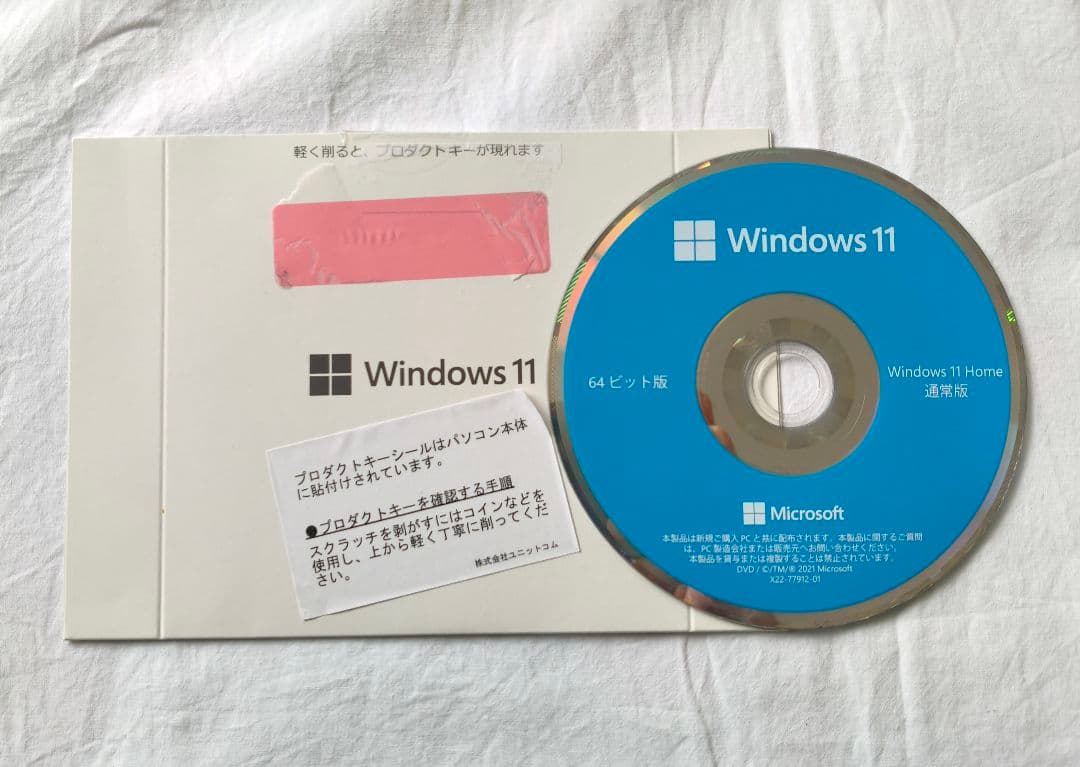 軽く削ると、プロダクトキーが現れます
Windows 11
プロダクトキーシールはパソコン本体
に貼付けされています。
●プロダクトキーを確認する手順
スクラッチを剥がすにはコインなどを
使用し、上から軽く丁寧に削ってくだ
さい。
株式会社ユニットコム
Windows 11
64 ビット版
Windows 11 Home
通常版
Microsoft
本製品は新規ご購入 PC と共に配布されます。本製品に関するご質問
は、PC 製造会社または販売元へお問い合わせください。
本製品を貸与または複製することは禁止されています。
DVD / ©/TM/® 2021 Microsoft
X22-77912-01